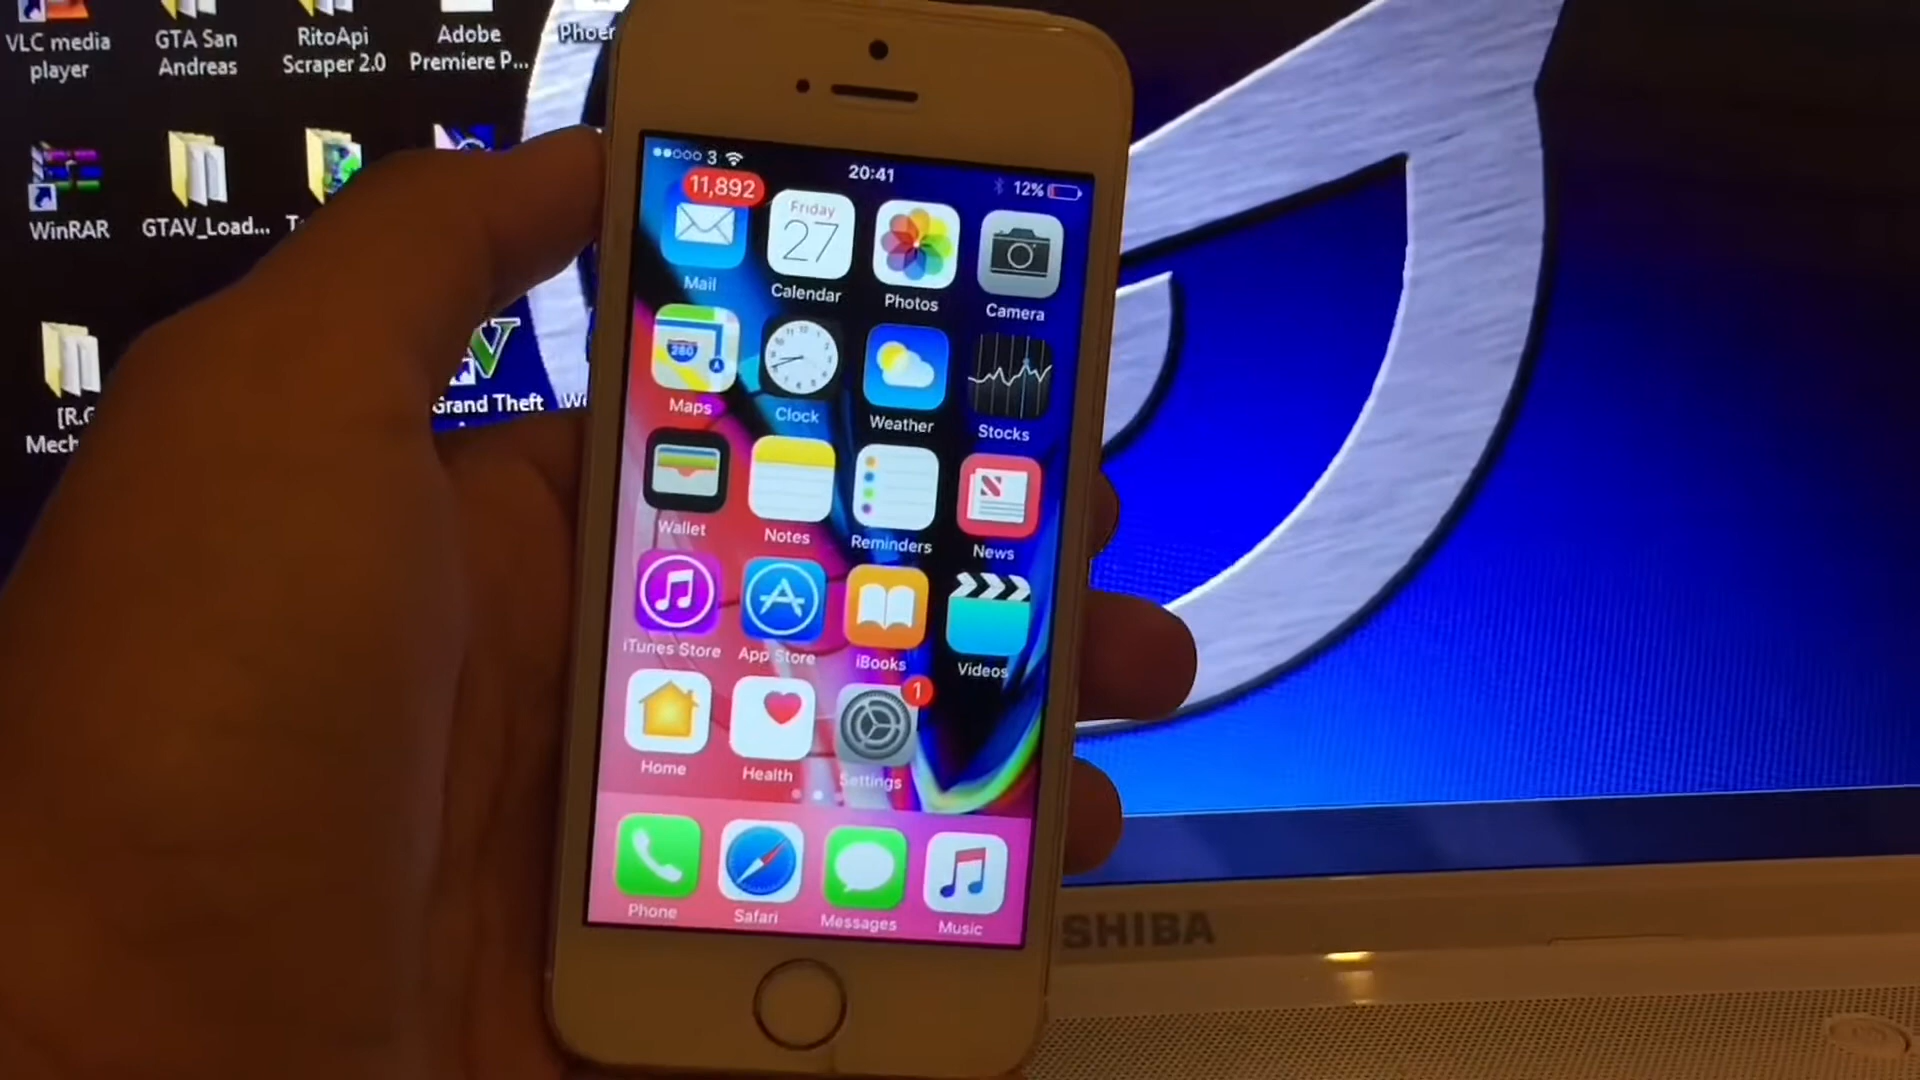 VLC media
player
GTA San
Andreas
RitoApi
Scraper 2.0
Adobe
Premiere P...
WinRAR
GTAV_Load...
[R.G
Grand Theft
3
20:41
12%
11,892
Friday
27
Mail
Calendar
Photos
Camera
280
Maps
Clock
Weather
Stocks
Wallet
Notes
Reminders
News
iTunes Store
App Store
iBooks
Videos
1
Home
Health
Settings
Phone
Safari
Messages
Music
SHIBA